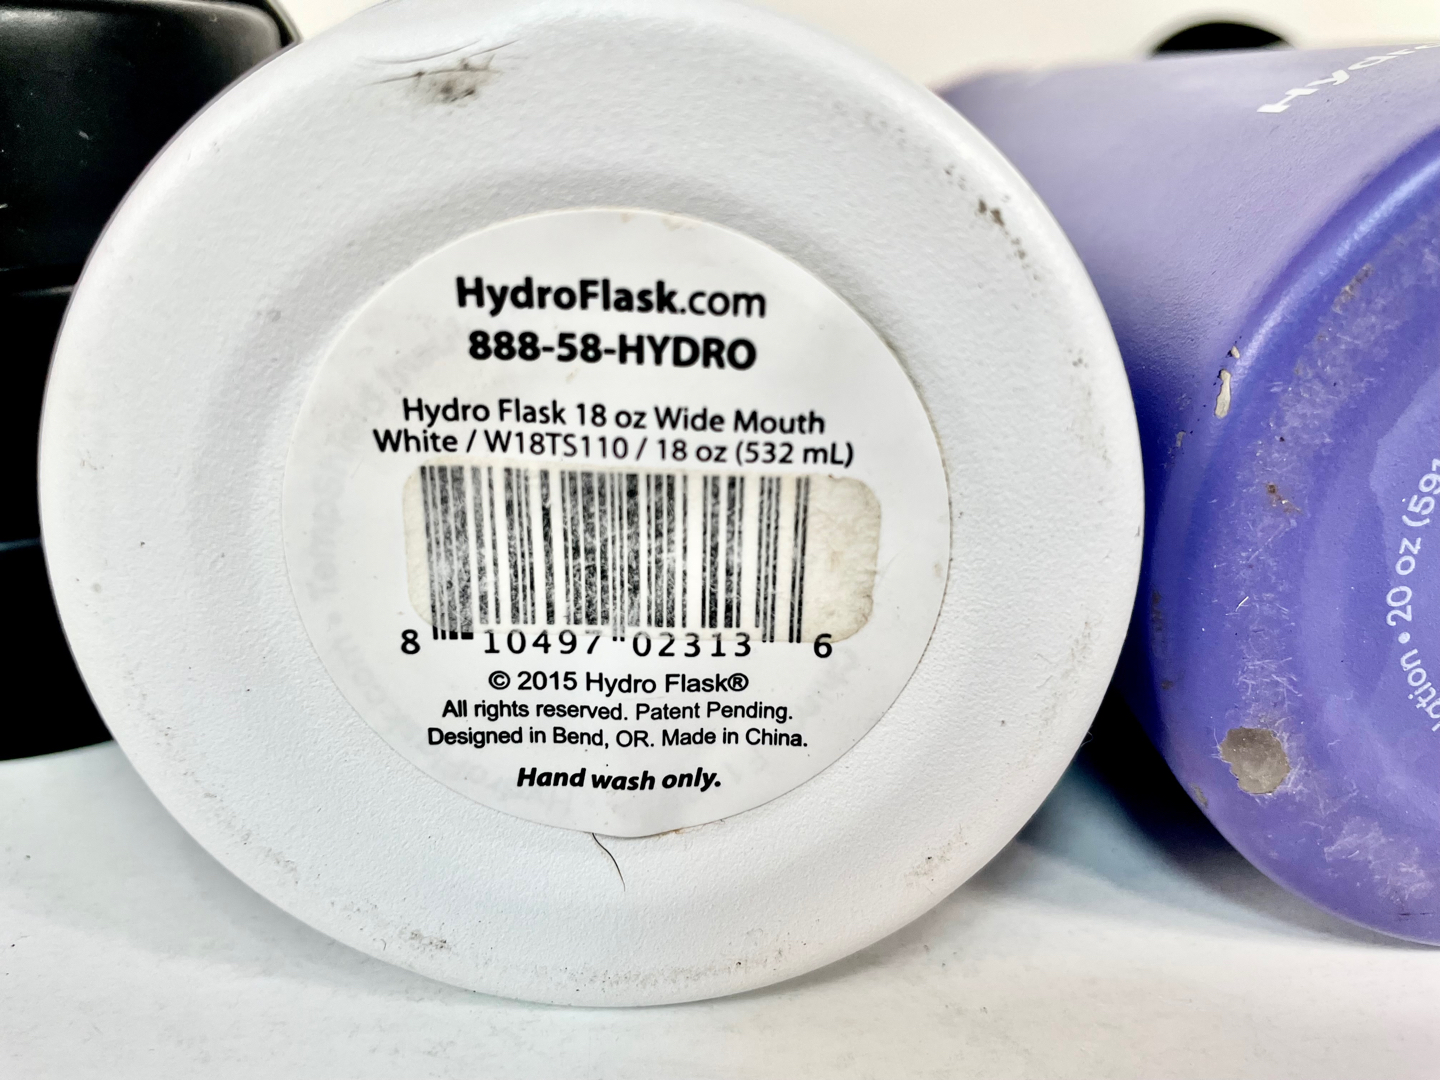 HydroFlask.com
888-58-HYDRO
Hydro Flask 18 oz Wide Mouth
White / W18TS110 / 18 oz (532 mL)
8 10497 02313 6
© 2015 Hydro Flask®
All rights reserved. Patent Pending.
Designed in Bend, OR. Made in China.
Hand wash only.
Hydro
• 20 oz